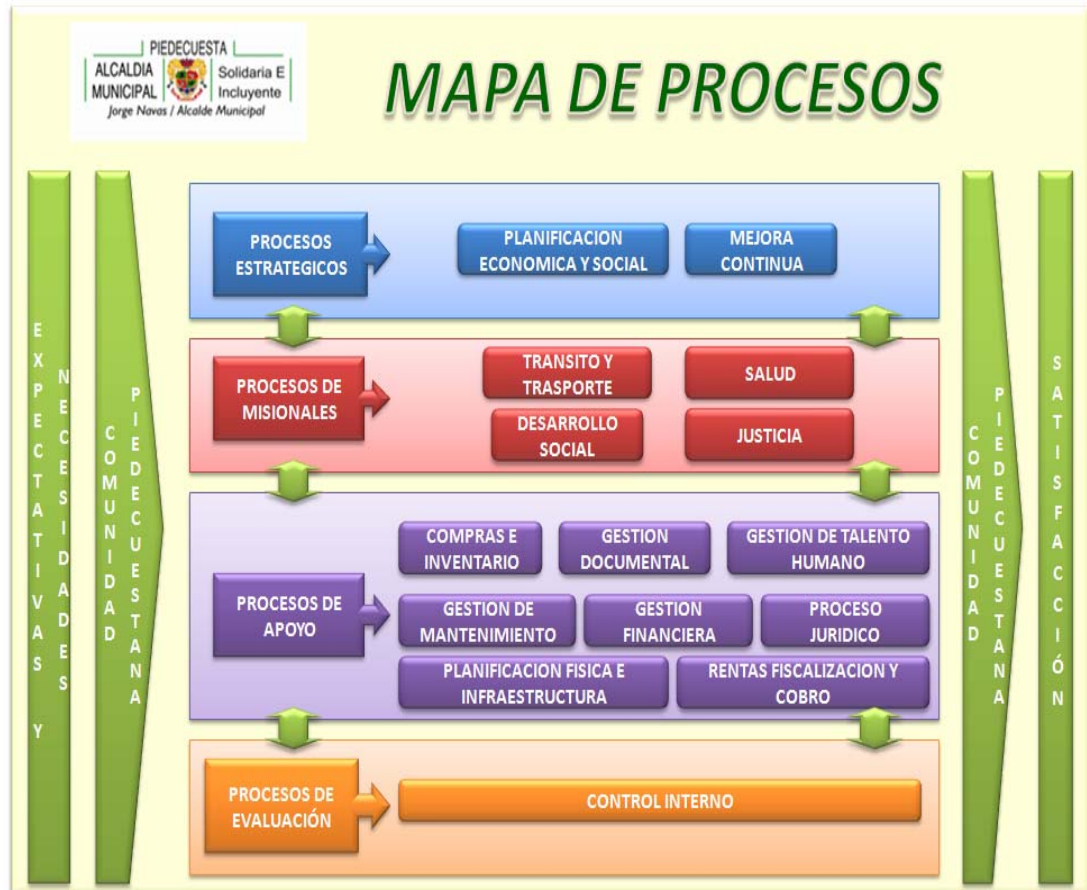 PIEDECUESTA
ALCALDIA
MUNICIPAL
Solidaria E
Incluyente
Jorge Navas / Alcalde Municipal
MAPA DE PROCESOS
EXPECTATIVAS Y
NECESIDADES
COMUNIDAD
PIEDECUESTANA
PROCESOS
ESTRATEGICOS
PLANIFICACION
ECONOMICA Y SOCIAL
MEJORA
CONTINUA
PROCESOS DE
MISIONALES
TRANSITO Y
TRASPORTE
SALUD
DESARROLLO
SOCIAL
JUSTICIA
PROCESOS DE
APOYO
COMPRAS E
INVENTARIO
GESTION
DOCUMENTAL
GESTION DE TALENTO
HUMANO
GESTION DE
MANTENIMIENTO
GESTION
FINANCIERA
PROCESO
JURIDICO
PLANIFICACION FISICA E
INFRAESTRUCTURA
RENTAS FISCALIZACION Y
COBRO
PROCESOS DE
EVALUACIÓN
CONTROL INTERNO
COMUNIDAD
PIEDECUESTANA
SATISFACCIÓN